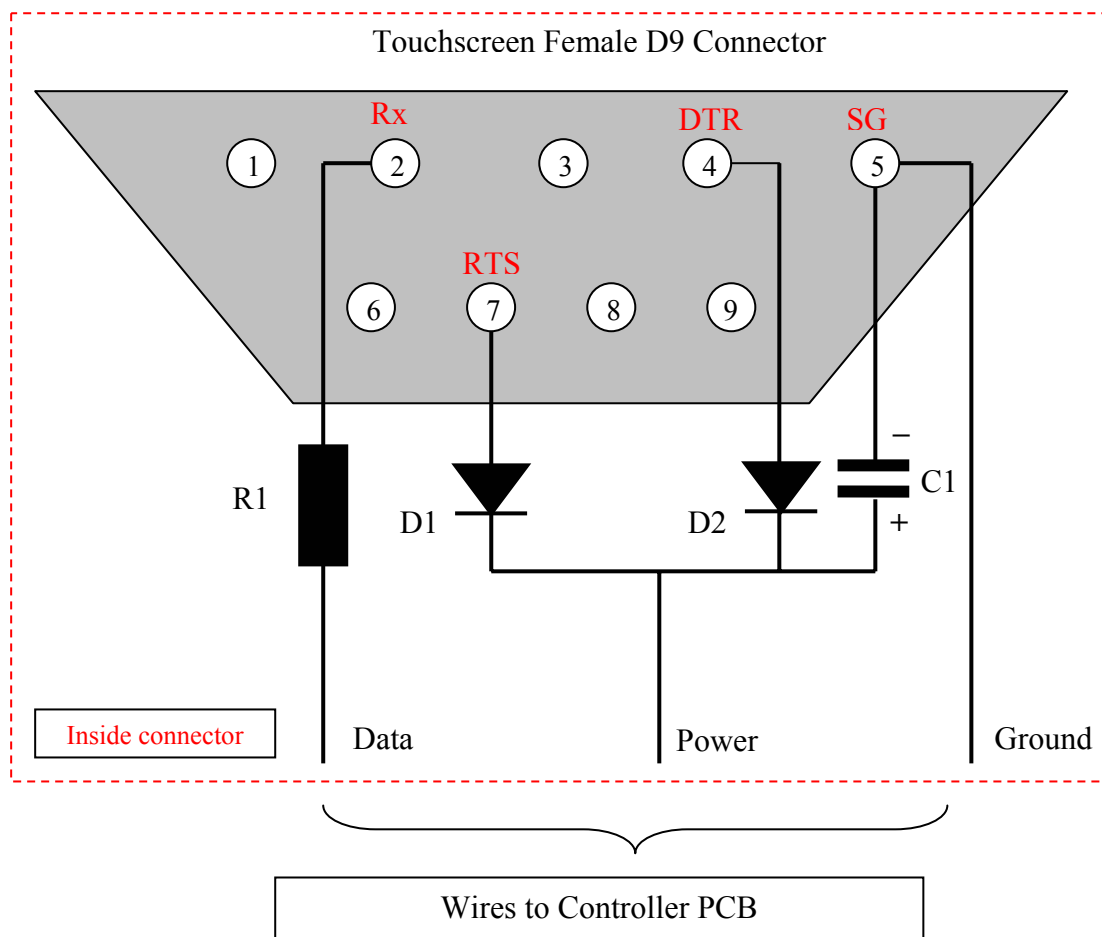 Touchscreen Female D9 Connector
Rx
DTR
SG
1
2
3
4
5
RTS
6
7
8
9
−
R1
D1
D2
C1
+
Inside connector
Data
Power
Ground
Wires to Controller PCB